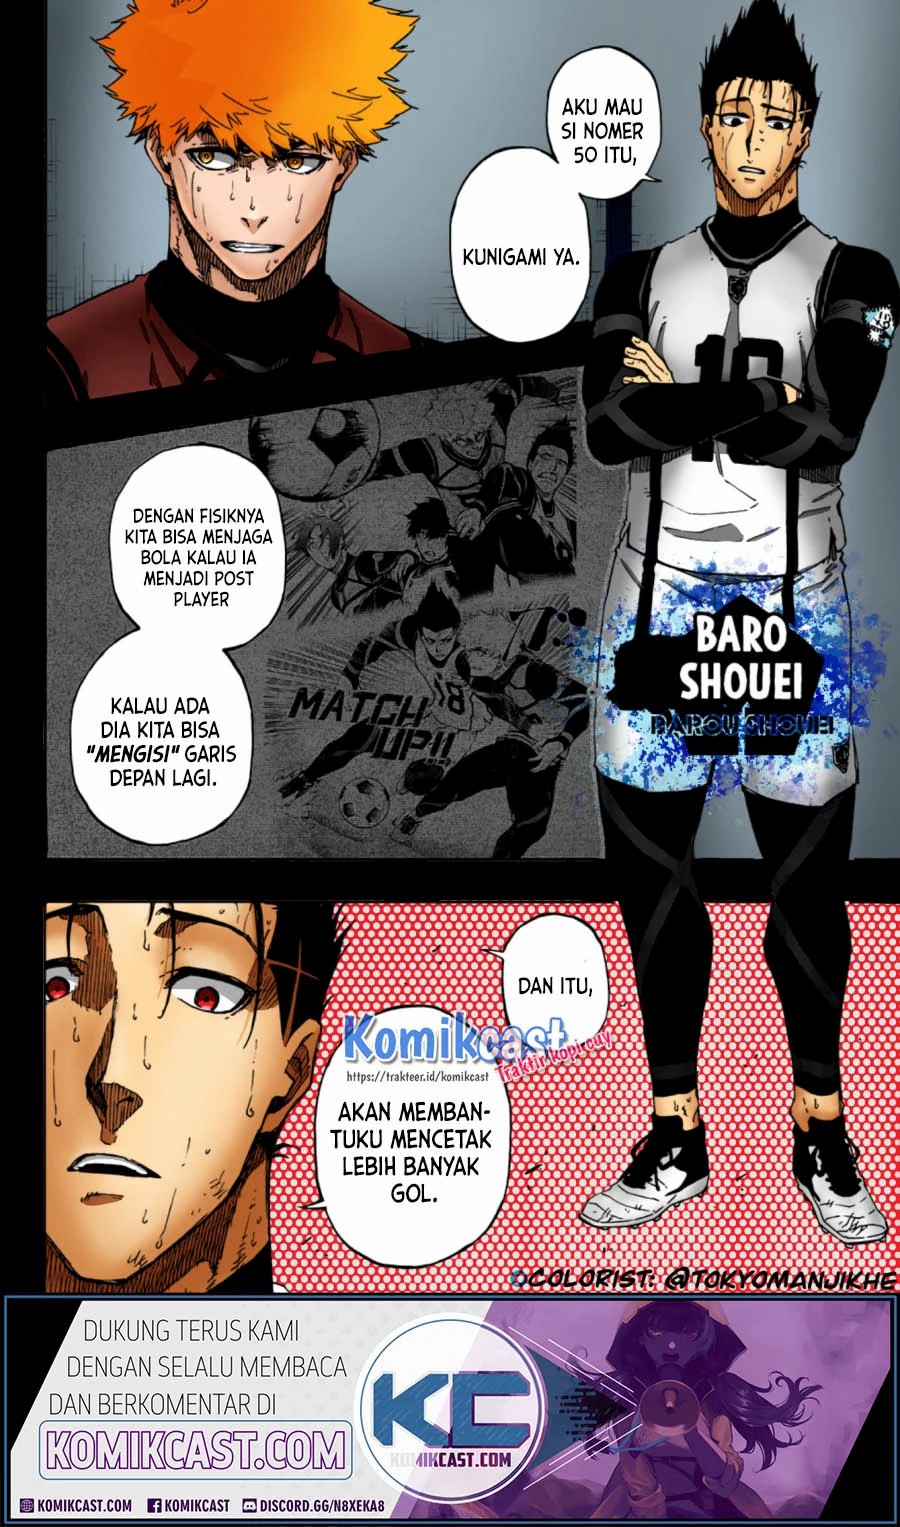 AKU MAU
SI NOMER
50 ITU,
KUNIGAMI YA.
10
DENGAN FISIKNYA
KITA BISA MENJAGA
BOLA KALAU IA
MENJADI POST
PLAYER
KALAU ADA
DIA KITA BISA
"MENGISI" GARIS
DEPAN LAGI.
MATCH
UP!!
18
BARO
SHOUEI
BAROU SHOUEI
DAN ITU,
Komikcast
Traktir kopi cuy
https://trakteer.id/komikcast
AKAN MEMBAN-
TUKU MENCETAK
LEBIH BANYAK
GOL.
COLORIST: @TOKYOMANJIKHE
DUKUNG TERUS KAMI
DENGAN SELALU MEMBACA
DAN BERKOMENTAR DI
KOMIKCAST.COM
KC
KOMIKCAST.COM
KOMIKCAST.COM
KOMIKCAST
DISCORD.GG/N8XEKA8